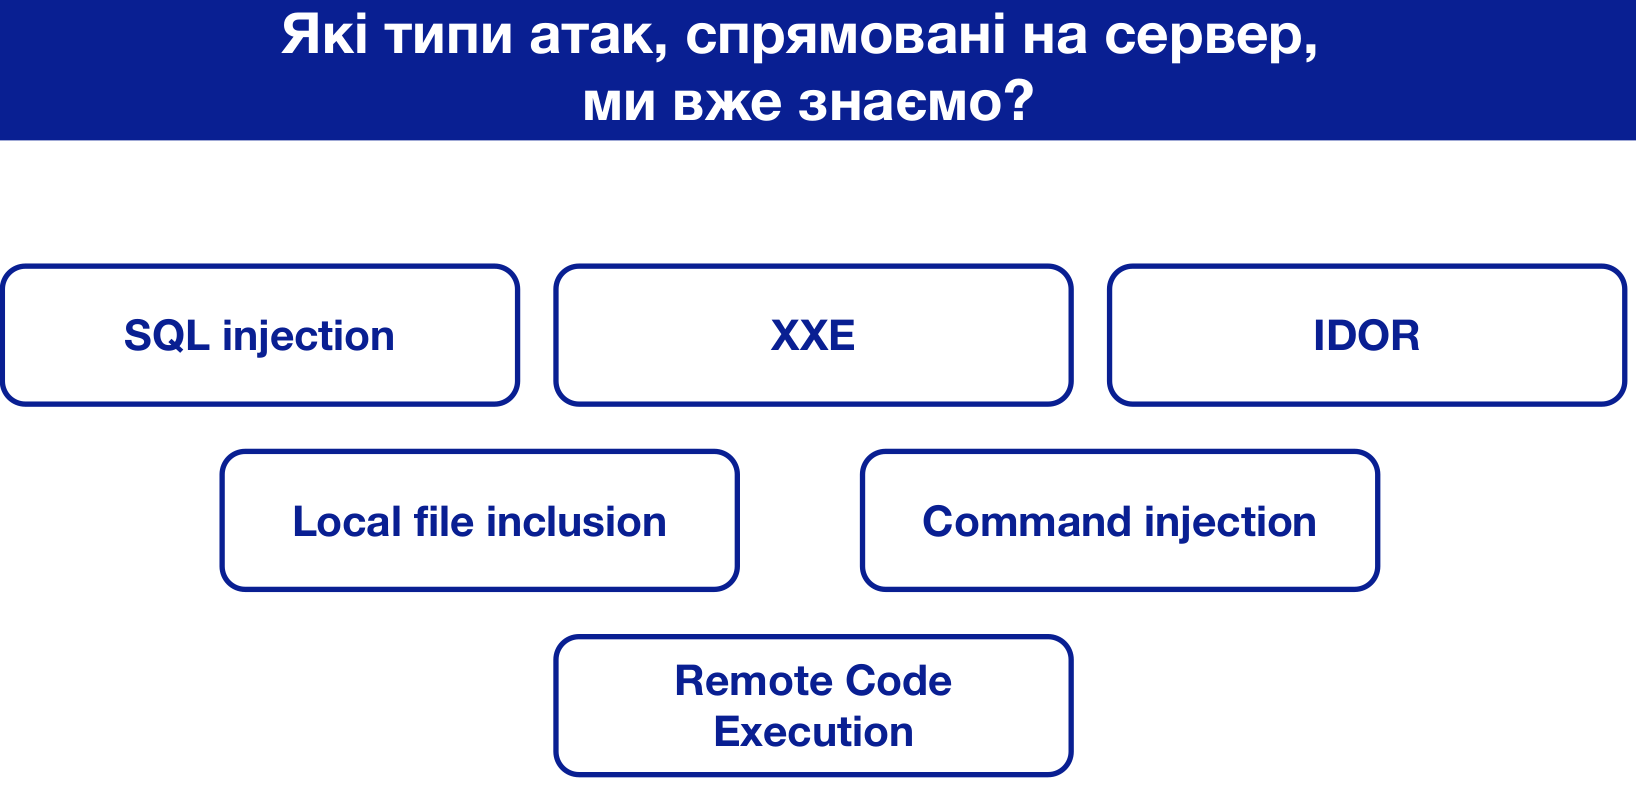 Які типи атак, спрямовані на сервер,
ми вже знаємо?
SQL injection
XXE
IDOR
Local file inclusion
Command injection
Remote Code
Execution